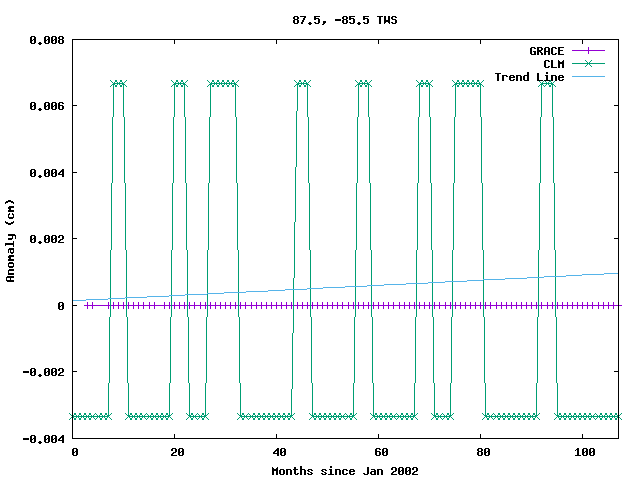 87.5, -85.5 TWS
GRACE
CLM
Trend Line
0.008
0.006
0.004
0.002
0
-0.002
-0.004
Anomaly (cm)
0 20 40 60 80 100
Months since Jan 2002